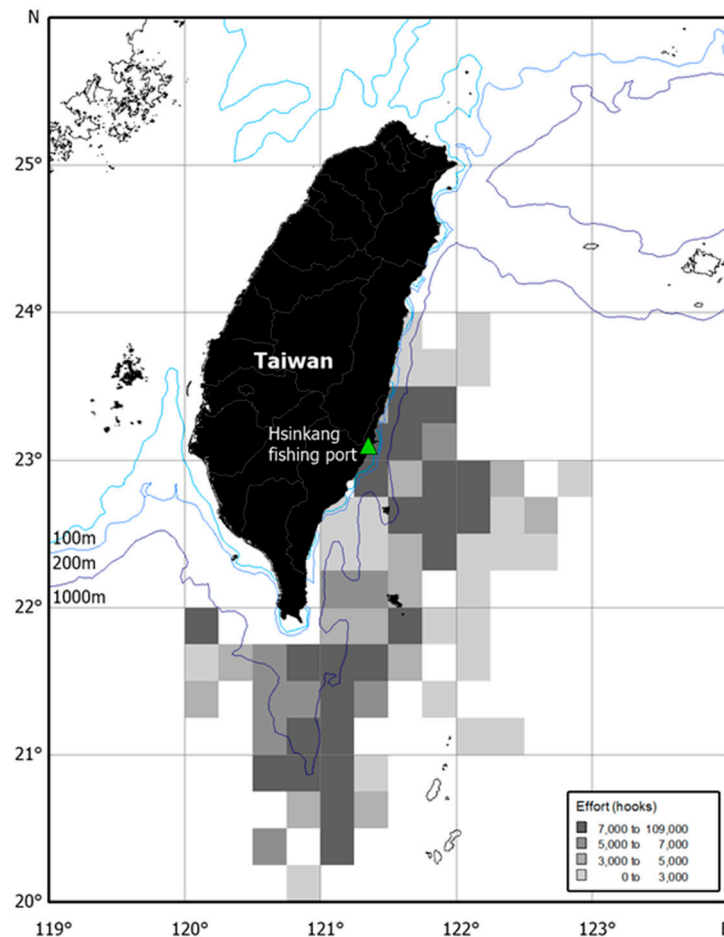 N
25°
24°
Taiwan
Hsinkang
fishing port
23°
100m
200m
1000m
22°
21°
Effort (hooks)
7,000 to 109,000
5,000 to 7,000
3,000 to 5,000
0 to 3,000
20°
119° 120° 121° 122° 123°